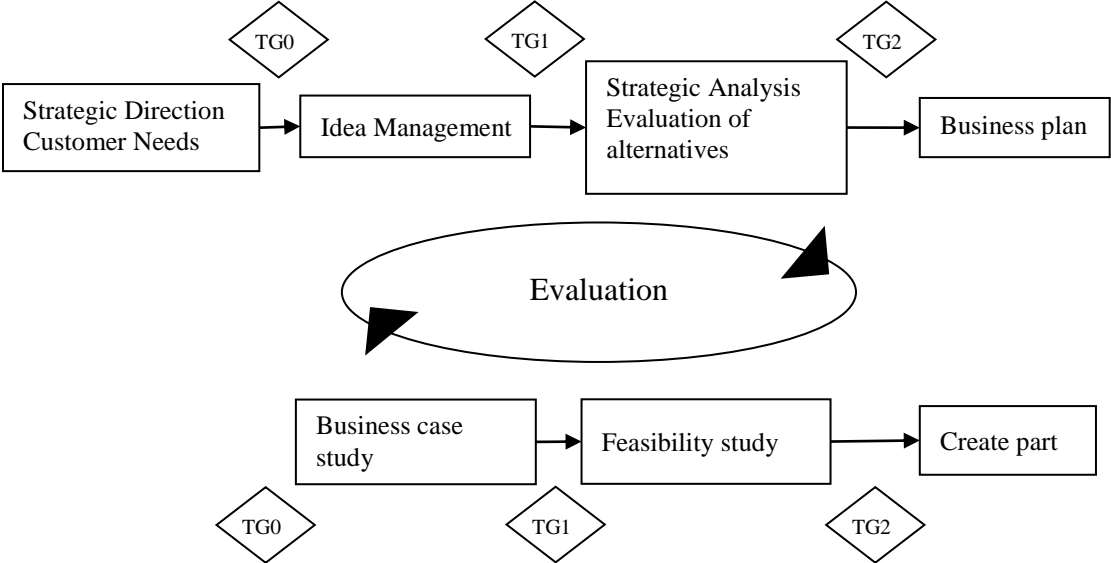 TG0
TG1
TG2
Strategic Direction
Customer Needs
Idea Management
Strategic Analysis
Evaluation of
alternatives
Business plan
Evaluation
Business case
study
Feasibility study
Create part
TG0
TG1
TG2